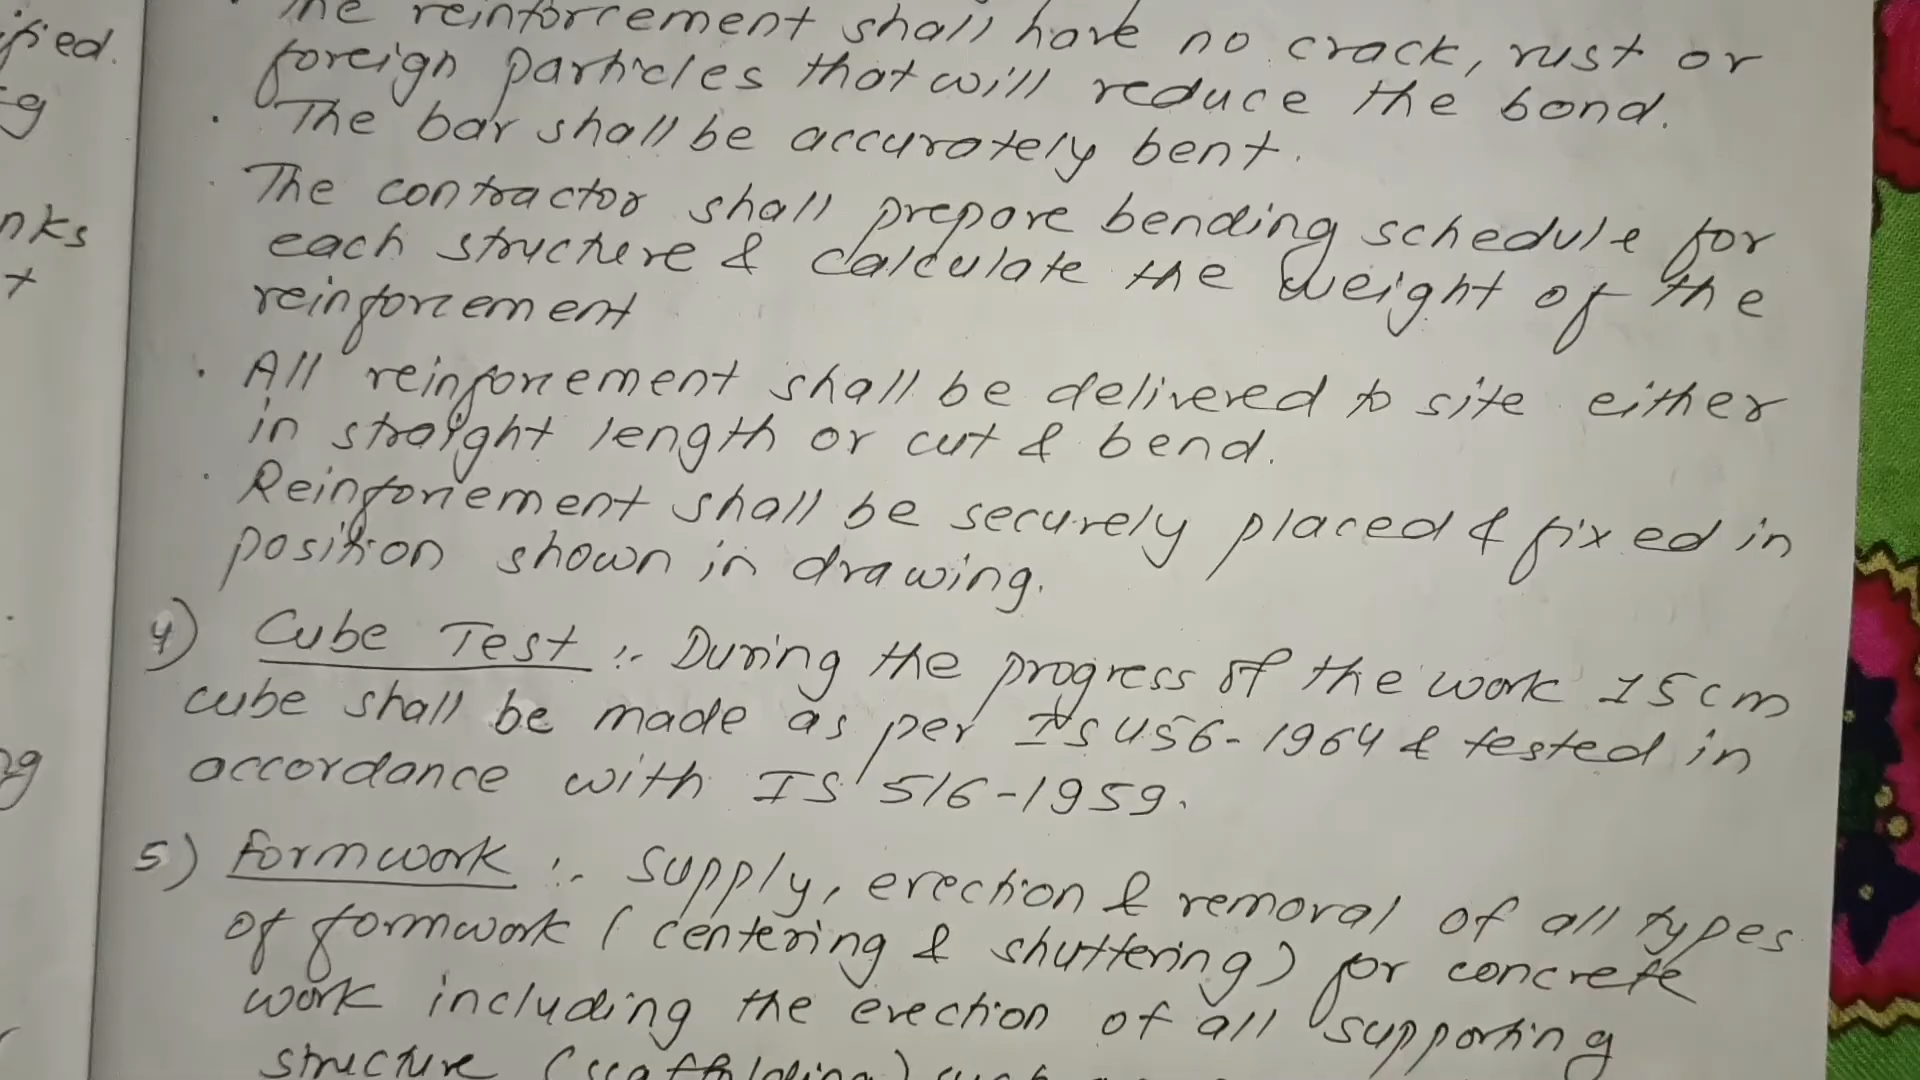 ified.
nks
The reinforcement shall have no crack, rust or
foreign particles that will reduce the bond.
· The bar shall be accurately bent.
· The contractor shall prepare bending schedule for
each structure & calculate the weight of the
reinforcement
· All reinforcement shall be delivered to site either
in straight length or cut & bend.
· Reinforcement shall be securely placed & fixed in
position shown in drawing.
4) Cube Test :- During the progress of the work 15cm
cube shall be made as per IS 456-1964 & tested in
accordance with IS 516-1959.
5) Formwork :- Supply, erection & removal of all types
of formwork (centering & shuttering) for concrete
work including the erection of all supporting
structure (scaffolding) such